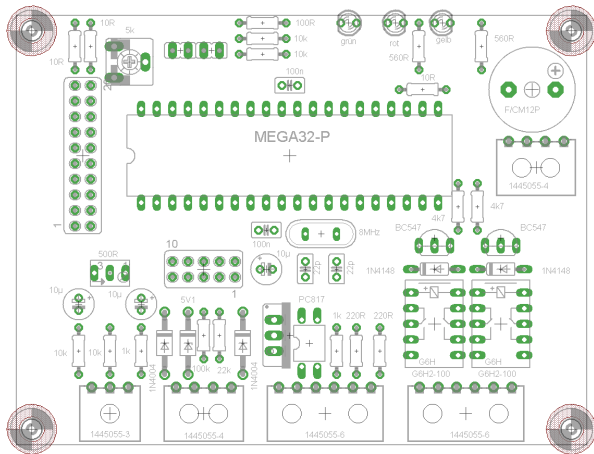 10R
5k
100R
10k
10k
grün
rot
gelb
560R
560R
10R
2
100n
10R
F/CM12P
MEGA32-P
1445055-4
1
4k7
4k7
BC547
BC547
100n
8MHz
10
10µ
22p
22p
500R
3
1N4148
1N4148
1
10µ
10µ
5V1
PC817
1k
220R
220R
10k
10k
1k
1N4004
100k
22k
1N4004
G6H
G6H2-100
G6H
G6H2-100
1445055-3
1445055-4
1445055-6
1445055-6